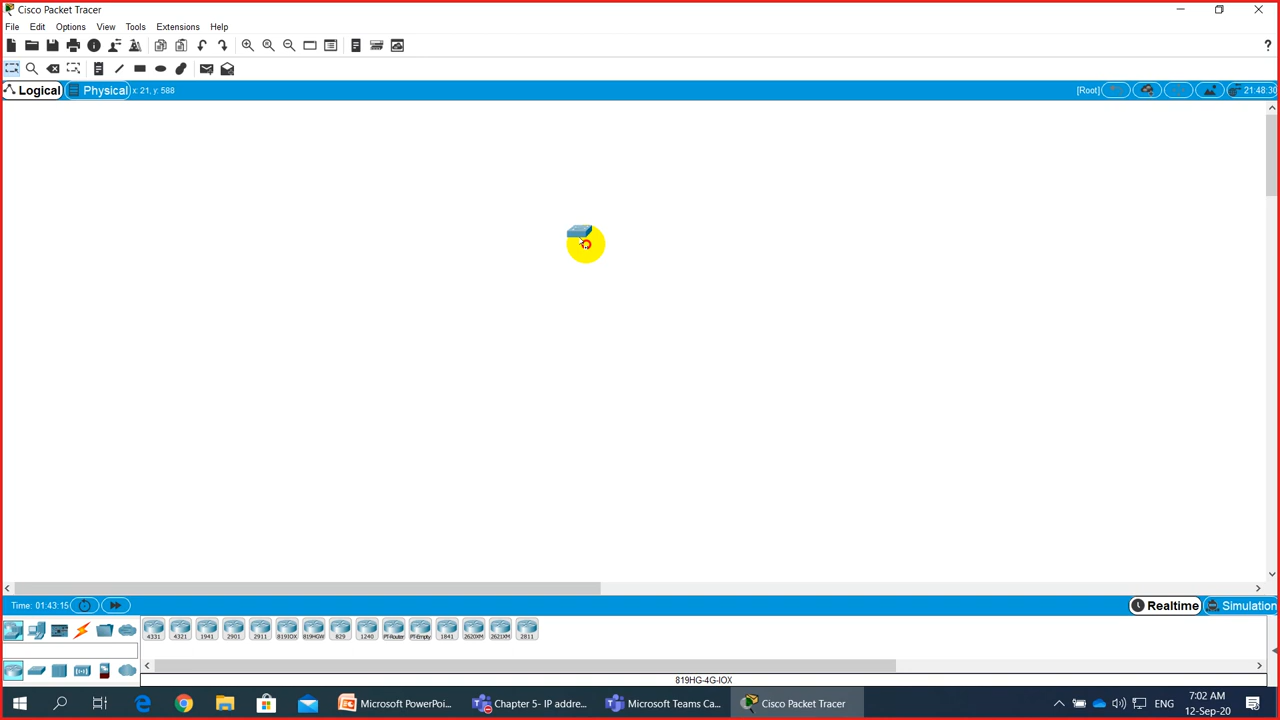 Cisco Packet Tracer
File Edit Options View Tools Extensions Help
?
Logical Physical x: 21, y: 588 [Root] 21:48:30
Time: 01:43:15 Realtime Simulation
4331 4321 1941 2901 2911 819IOX 819HGW 829 1240 PT-Router PT-Empty 1841 2620XM 2621XM 2811
819HG-4G-IOX
Microsoft PowerPoi... Chapter 5- IP addre... Microsoft Teams Ca... Cisco Packet Tracer ENG 7:02 AM
12-Sep-20